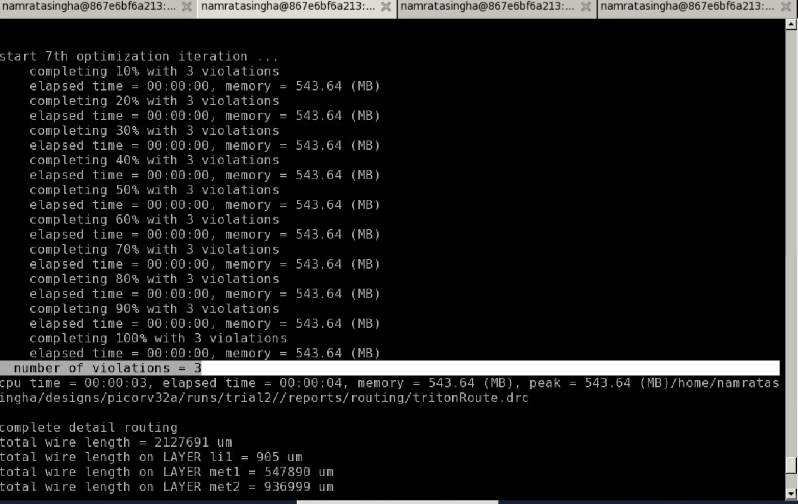 namratasingha@867e6bf6a213:... namratasingha@867e6bf6a213:... namratasingha@867e6bf6a213:... namratasingha@867e6bf6a213:...
start 7th optimization iteration ...
completing 10% with 3 violations
elapsed time = 00:00:00, memory = 543.64 (MB)
completing 20% with 3 violations
elapsed time = 00:00:00, memory = 543.64 (MB)
completing 30% with 3 violations
elapsed time = 00:00:00, memory = 543.64 (MB)
completing 40% with 3 violations
elapsed time = 00:00:00, memory = 543.64 (MB)
completing 50% with 3 violations
elapsed time = 00:00:00, memory = 543.64 (MB)
completing 60% with 3 violations
elapsed time = 00:00:00, memory = 543.64 (MB)
completing 70% with 3 violations
elapsed time = 00:00:00, memory = 543.64 (MB)
completing 80% with 3 violations
elapsed time = 00:00:00, memory = 543.64 (MB)
completing 90% with 3 violations
elapsed time = 00:00:00, memory = 543.64 (MB)
completing 100% with 3 violations
elapsed time = 00:00:00, memory = 543.64 (MB)
number of violations = 3
cpu time = 00:00:03, elapsed time = 00:00:04, memory = 543.64 (MB), peak = 543.64 (MB)/home/namratas
ingha/designs/picorv32a/runs/trial2//reports/routing/tritonRoute.drc
complete detail routing
total wire length = 2127691 um
total wire length on LAYER li1 = 905 um
total wire length on LAYER met1 = 547890 um
total wire length on LAYER met2 = 936999 um